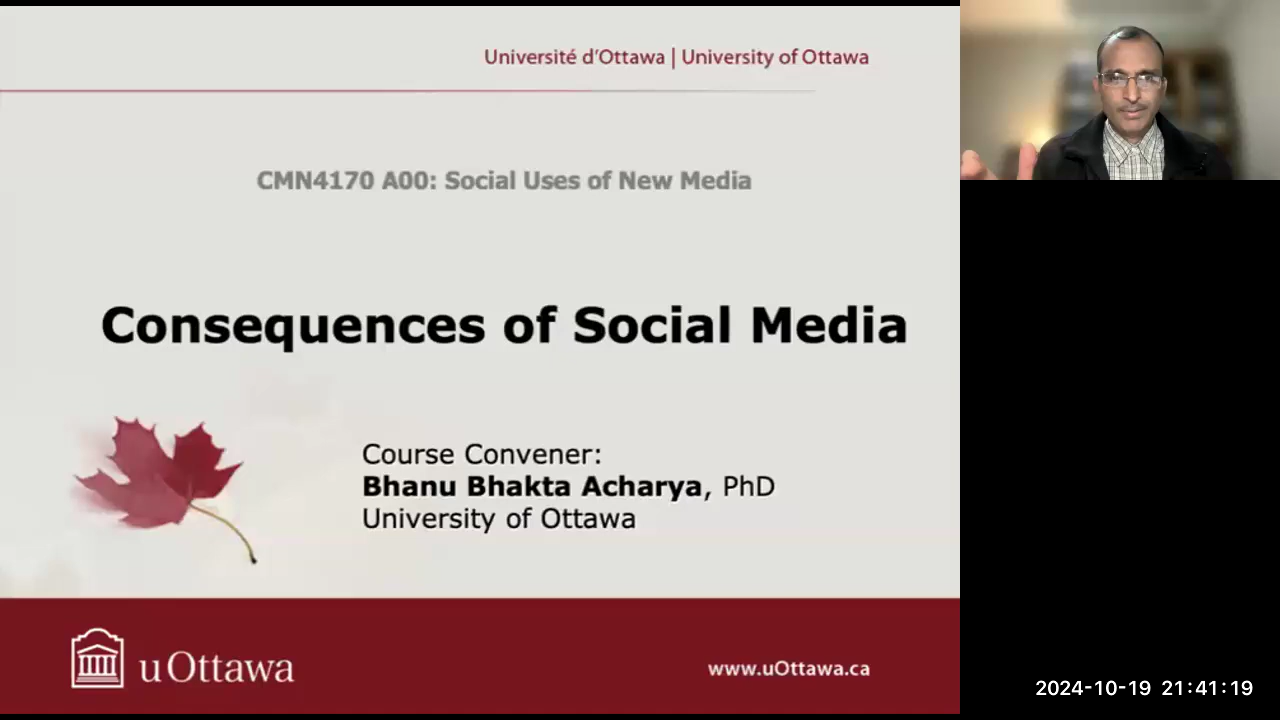 Université d'Ottawa | University of Ottawa
CMN4170 A00: Social Uses of New Media
Consequences of Social Media
Course Convener:
Bhanu Bhakta Acharya, PhD
University of Ottawa
uOttawa
www.uOttawa.ca
2024-10-19 21:41:19